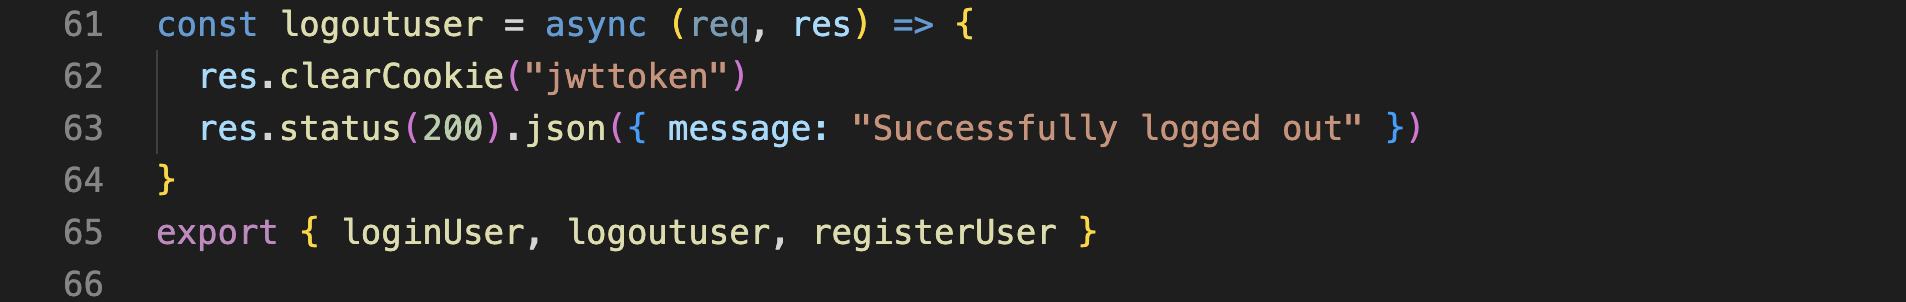 61 const logoutuser = async (req, res) => {
62 res.clearCookie("jwttoken")
63 res.status(200).json({ message: "Successfully logged out" })
64 }
65 export { loginUser, logoutuser, registerUser }
66